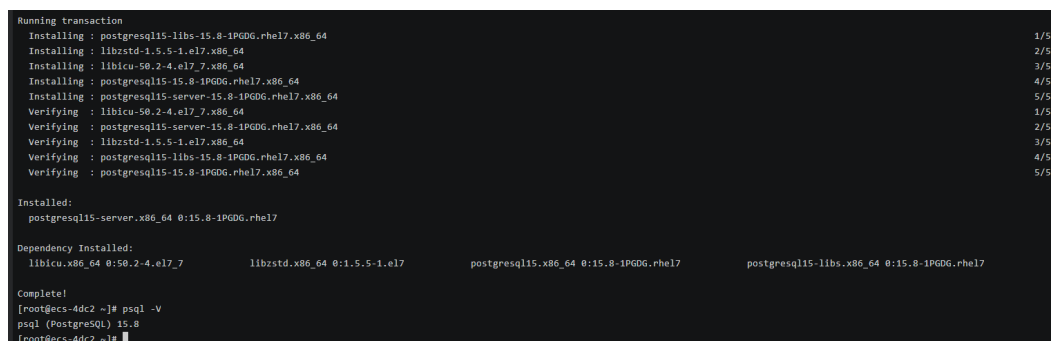 Running transaction
Installing : postgresql15-libs-15.8-1PGDG.rhel7.x86_64 1/5
Installing : libzstd-1.5.5-1.el7.x86_64 2/5
Installing : libicu-50.2-4.el7_7.x86_64 3/5
Installing : postgresql15-15.8-1PGDG.rhel7.x86_64 4/5
Installing : postgresql15-server-15.8-1PGDG.rhel7.x86_64 5/5
Verifying : libicu-50.2-4.el7_7.x86_64 1/5
Verifying : postgresql15-server-15.8-1PGDG.rhel7.x86_64 2/5
Verifying : libzstd-1.5.5-1.el7.x86_64 3/5
Verifying : postgresql15-libs-15.8-1PGDG.rhel7.x86_64 4/5
Verifying : postgresql15-15.8-1PGDG.rhel7.x86_64 5/5
Installed:
postgresql15-server.x86_64 0:15.8-1PGDG.rhel7
Dependency Installed:
libicu.x86_64 0:50.2-4.el7_7 libzstd.x86_64 0:1.5.5-1.el7 postgresql15.x86_64 0:15.8-1PGDG.rhel7 postgresql15-libs.x86_64 0:15.8-1PGDG.rhel7
Complete!
[root@ecs-4dc2 ~]# psql -V
psql (PostgreSQL) 15.8
[root@ecs-4dc2 ~]#